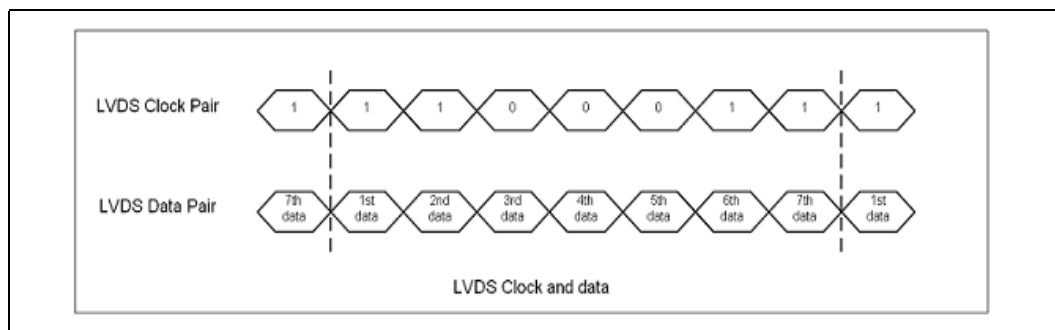 LVDS Clock Pair 1 1 1 0 0 0 1 1 1
LVDS Data Pair 7th data 1st data 2nd data 3rd data 4th data 5th data 6th data 7th data 1st data
LVDS Clock and data